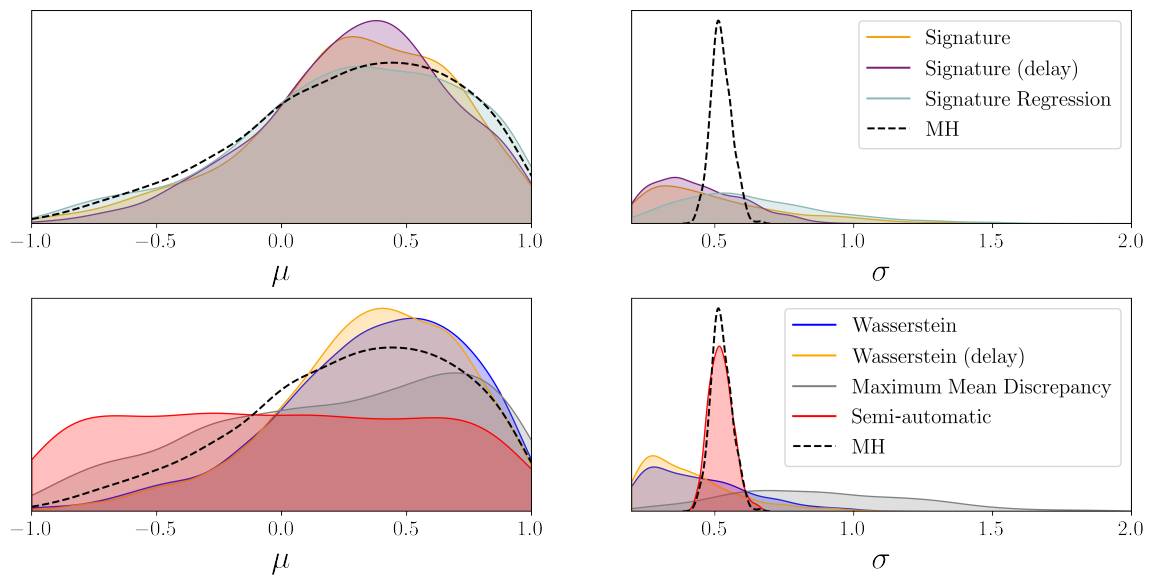 Signature
Signature (delay)
Signature Regression
MH
−1.0 −0.5 0.0 0.5 1.0
μ
0.5 1.0 1.5 2.0
σ
Wasserstein
Wasserstein (delay)
Maximum Mean Discrepancy
Semi-automatic
MH
−1.0 −0.5 0.0 0.5 1.0
μ
0.5 1.0 1.5 2.0
σ